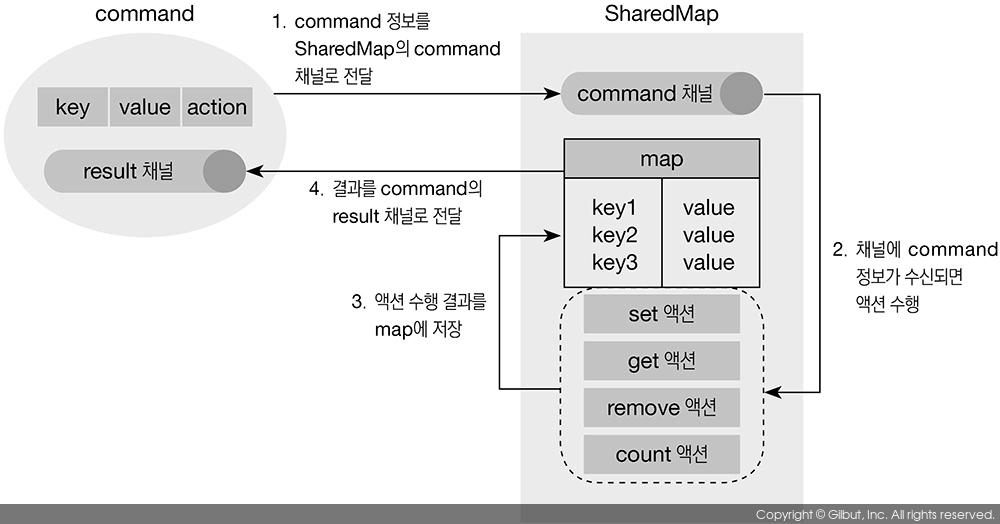 command
SharedMap
1. command 정보를
SharedMap의 command
채널로 전달
key value action
command 채널
result 채널
map
4. 결과를 command의
result 채널로 전달
key1 value
key2 value
key3 value
2. 채널에 command
정보가 수신되면
액션 수행
3. 액션 수행 결과를
map에 저장
set 액션
get 액션
remove 액션
count 액션
Copyright © Gilbut, Inc. All rights reserved.